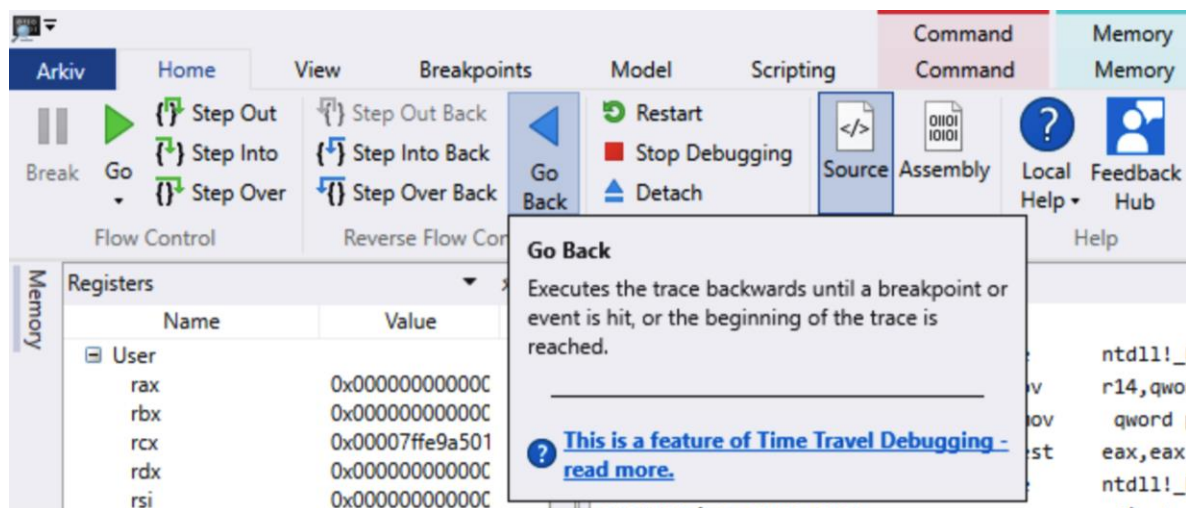 Command Memory
Arkiv Home View Breakpoints Model Scripting Command Memory
Break
Go
Step Out
Step Into
Step Over
Flow Control
Step Out Back
Step Into Back
Step Over Back
Go
Back
Reverse Flow Con
Restart
Stop Debugging
Detach
</> Source
Assembly
Local
Help
Feedback
Hub
Help
Go Back
Executes the trace backwards until a breakpoint or
event is hit, or the beginning of the trace is
reached.
This is a feature of Time Travel Debugging -
read more.
Memory
Registers
Name Value
User
rax 0x000000000000
rbx 0x000000000000
rcx 0x00007ffe9a501
rdx 0x000000000000
rsi 0x000000000000
ntdll!_
r14,qwo
qword
eax,eax
ntdll!_